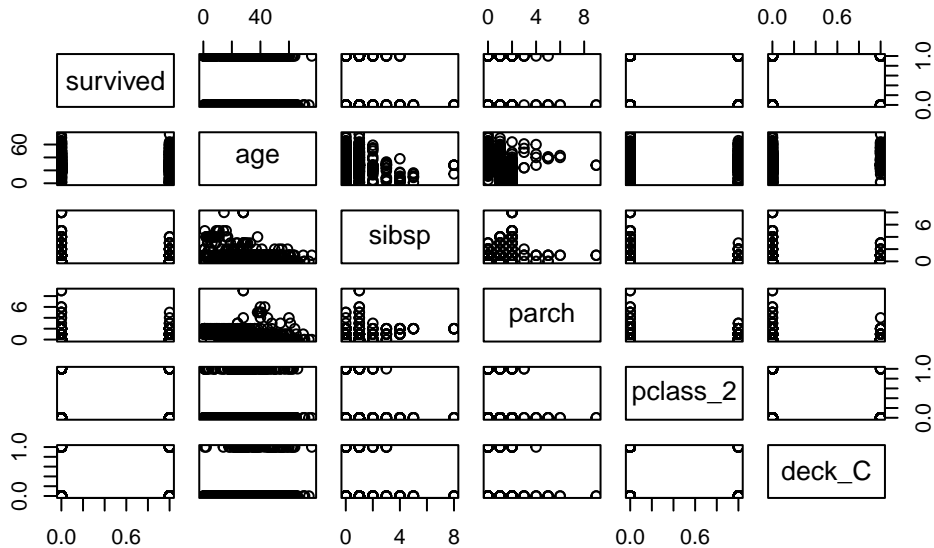 0 40 0 4 8 0.0 0.6
survived 0.0 1.0
0 60 age
sibsp 0 6
0 6 parch
pclass_2 0.0 1.0
0.0 1.0 deck_C
0.0 0.6 0 4 8 0.0 0.6